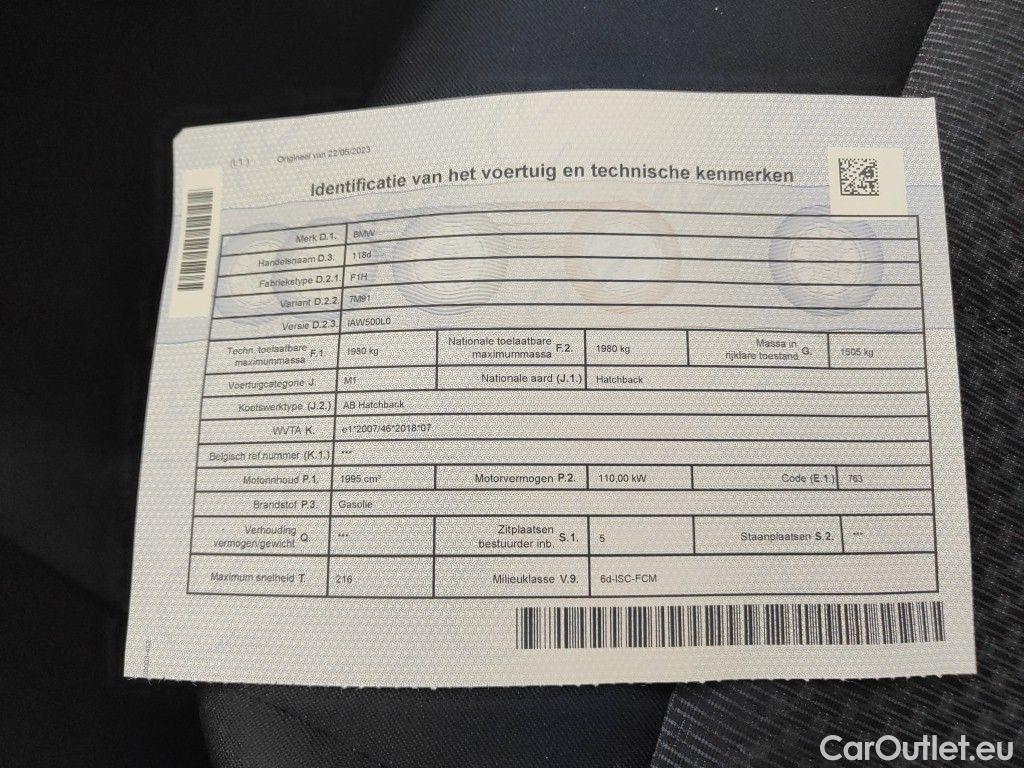 (I.1.) Origineel van 22/05/2023
Identificatie van het voertuig en technische kenmerken
Merk D.1. BMW
Handelsnaam D.3. 118d
Fabriekstype D.2.1. F1H
Variant D.2.2. 7M91
Versie D.2.3. IAW500L0
Techn. toelaatbare maximummassa F.1. 1980 kg Nationale toelaatbare maximummassa F.2. 1980 kg Massa in rijklare toestand G. 1505 kg
Voertuigcategorie J. M1 Nationale aard (J.1.) Hatchback
Koetswerktype (J.2.) AB Hatchback
WVTA K. e1*2007/46*2018*07
Belgisch ref.nummer (K.1.) ***
Motorinhoud P.1. 1995 cm³ Motorvermogen P.2. 110,00 kW Code (E.1.) 763
Brandstof P.3. Gasolie
Verhouding vermogen/gewicht Q. *** Zitplaatsen bestuurder inb. S.1. 5 Staanplaatsen S.2. ***
Maximum snelheid T. 216 Milieuklasse V.9. 6d-ISC-FCM
CarOutlet.eu